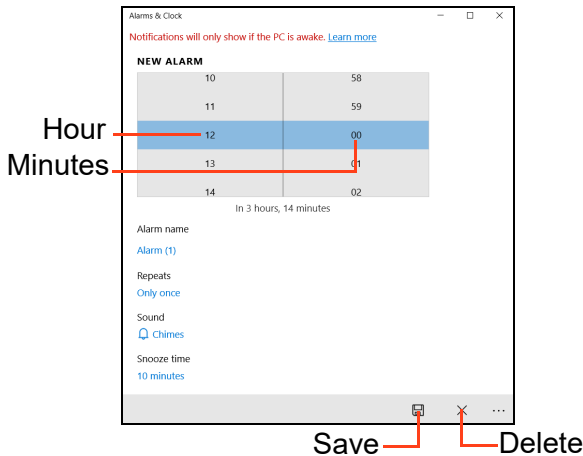 Alarms & Clock
Notifications will only show if the PC is awake. Learn more
NEW ALARM
10 58
11 59
Hour 12 00
Minutes 13 01
14 02
In 3 hours, 14 minutes
Alarm name
Alarm (1)
Repeats
Only once
Sound
Chimes
Snooze time
10 minutes
...
Save Delete